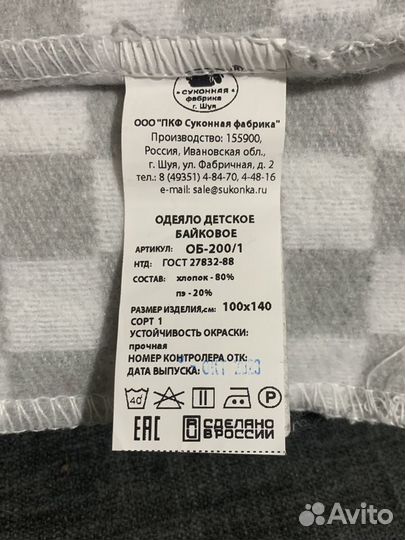 СУКОННАЯ
фабрика
г. Шуя
ООО "ПКФ Суконная фабрика"
Производство: 155900,
Россия, Ивановская обл.,
г. Шуя, ул. Фабричная, д. 2
тел.: 8 (49351) 4-84-70, 4-48-16
e-mail: sale@sukonka.ru
ОДЕЯЛО ДЕТСКОЕ
БАЙКОВОЕ
АРТИКУЛ: ОБ-200/1
НТД: ГОСТ 27832-88
СОСТАВ: хлопок - 80%
пэ - 20%
РАЗМЕР ИЗДЕЛИЯ,см: 100х140
СОРТ 1
УСТОЙЧИВОСТЬ ОКРАСКИ:
прочная
НОМЕР КОНТРОЛЕРА ОТК:
ДАТА ВЫПУСКА: ОКТ 2023
40 P
EAC СДЕЛАНО
В РОССИИ
Avito